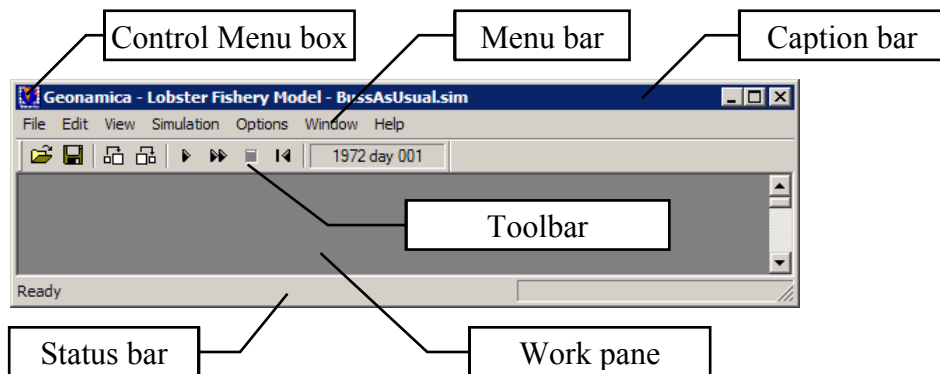 Control Menu box
Menu bar
Caption bar
Geonamica - Lobster Fishery Model - BussAsUsual.sim
File Edit View Simulation Options Window Help
1972 day 001
Toolbar
Ready
Status bar
Work pane